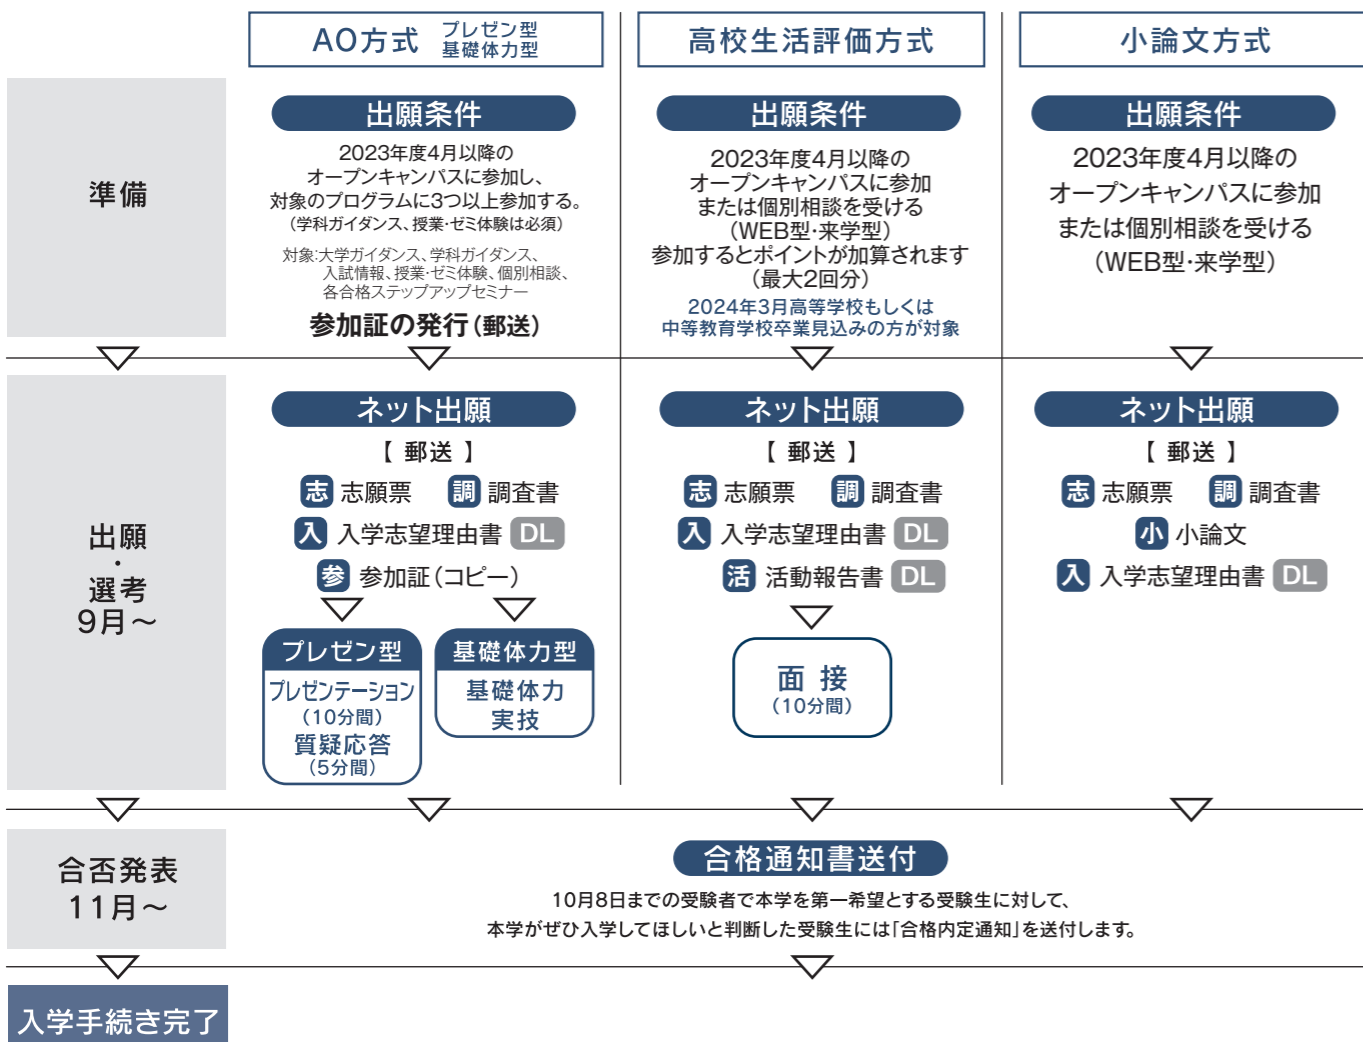 AO方式 プレゼン型
基礎体力型
高校生活評価方式
小論文方式
準備
出願条件
2023年度4月以降の
オープンキャンパスに参加し、
対象のプログラムに3つ以上参加する。
(学科ガイダンス、授業・ゼミ体験は必須)
対象:大学ガイダンス、学科ガイダンス、
入試情報、授業・ゼミ体験、個別相談、
各合格ステップアップセミナー
参加証の発行(郵送)
出願条件
2023年度4月以降の
オープンキャンパスに参加
または個別相談を受ける
(WEB型・来学型)
参加するとポイントが加算されます
(最大2回分)
2024年3月高等学校もしくは
中等教育学校卒業見込みの方が対象
出願条件
2023年度4月以降の
オープンキャンパスに参加
または個別相談を受ける
(WEB型・来学型)
出願
・
選考
9月～
ネット出願
【 郵送 】
志 志願票 調 調査書
入 入学志望理由書 DL
参 参加証(コピー)
プレゼン型
プレゼンテーション
(10分間)
質疑応答
(5分間)
基礎体力型
基礎体力
実技
ネット出願
【 郵送 】
志 志願票 調 調査書
入 入学志望理由書 DL
活 活動報告書 DL
面 接
(10分間)
ネット出願
【 郵送 】
志 志願票 調 調査書
小 小論文
入 入学志望理由書 DL
合否発表
11月～
合格通知書送付
10月8日までの受験者で本学を第一希望とする受験生に対して、
本学がぜひ入学してほしいと判断した受験生には「合格内定通知」を送付します。
入学手続き完了